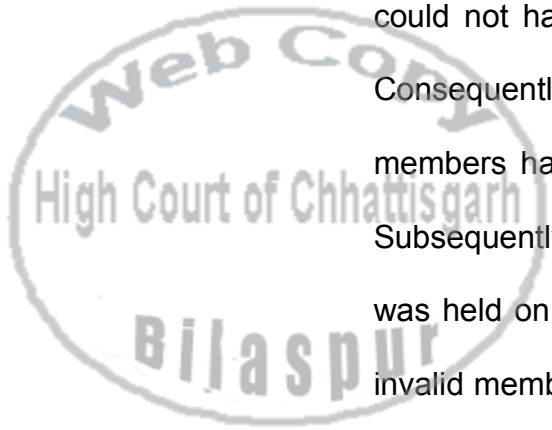 could not ha
Web Copy
Consequentl
members ha
High Court of Chhattisgarh
Subsequentl
was held on
Bilaspur
invalid memb